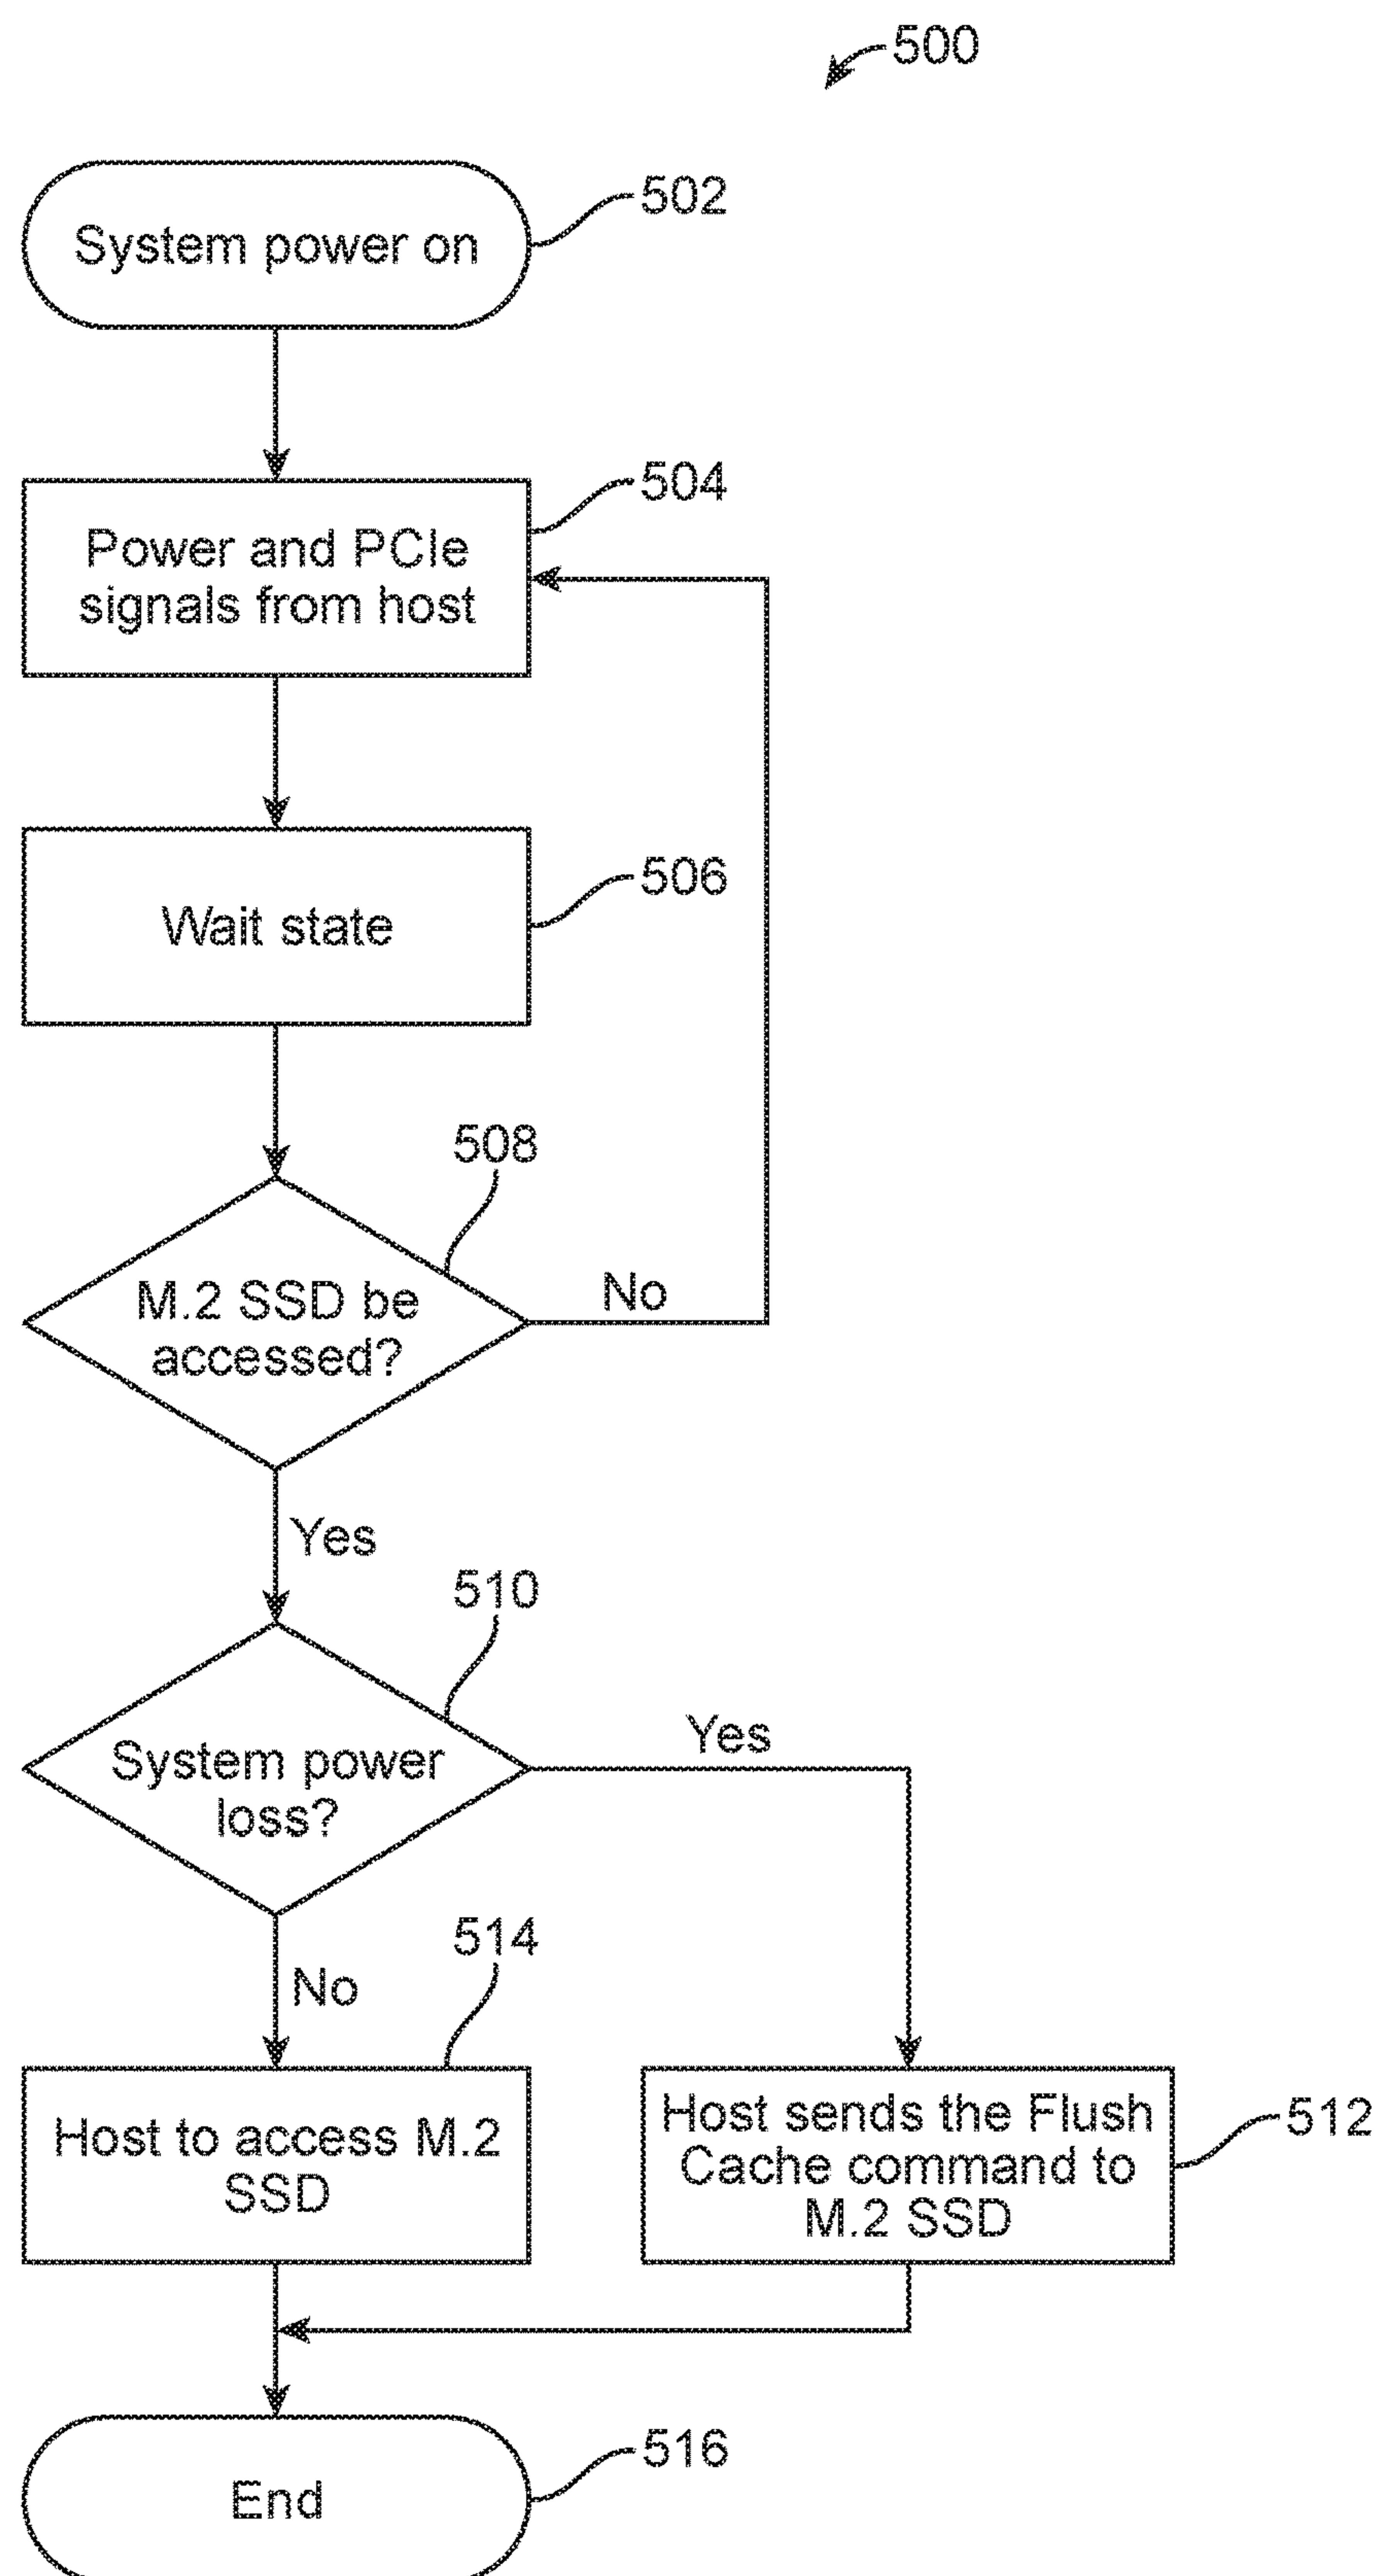 500
System power on
502
Power and PCIe
signals from host
504
Wait state
506
508
M.2 SSD be
accessed?
No
Yes
510
System power
loss?
Yes
No
514
Host to access M.2
SSD
Host sends the Flush
Cache command to
M.2 SSD
512
End
516